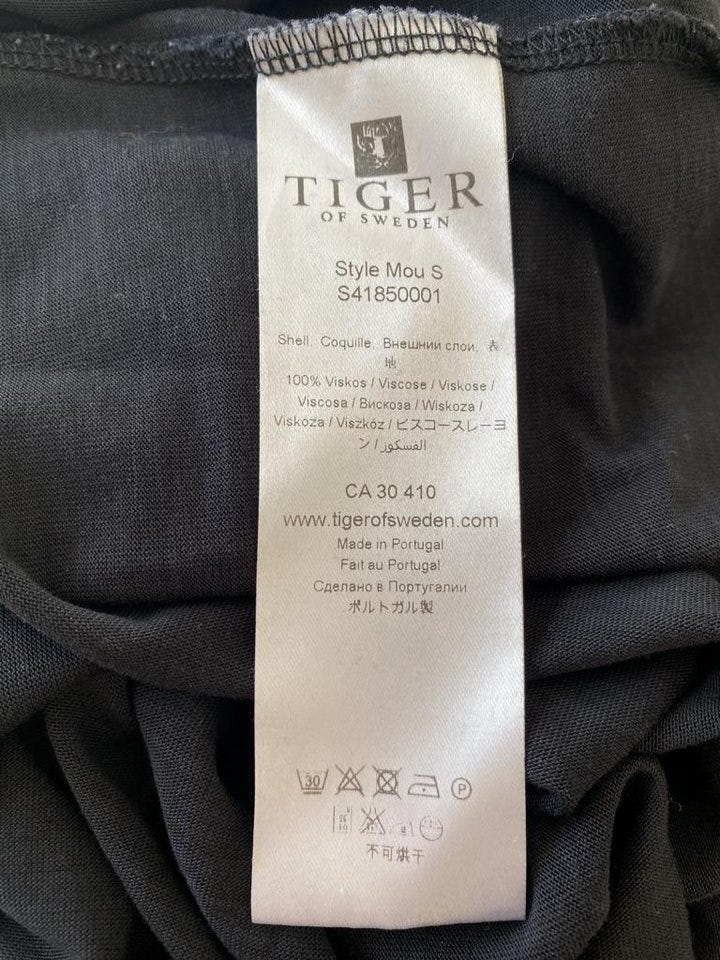 TIGER
OF SWEDEN
Style Mou S
S41850001
Shell, Coquille, Внешнии слои, 表
地
100% Viskos / Viscose / Viskose /
Viscosa / Вискоза / Wiskoza /
Viskóza / Viszkóz / ビスコースレーヨ
ン / الفسكوز
CA 30 410
www.tigerofsweden.com
Made in Portugal
Fait au Portugal
Сделано в Португалии
ポルトガル製
30 P
不可烘干